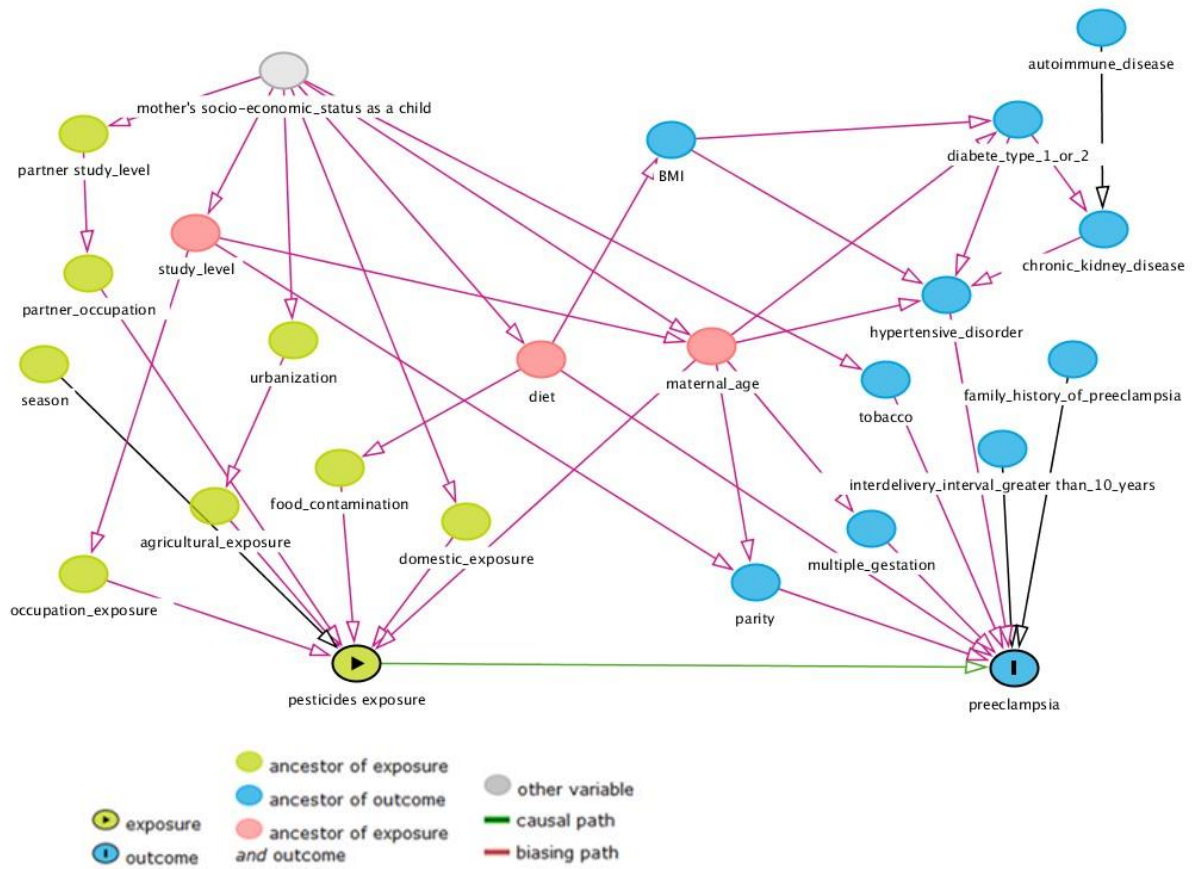 autoimmune_disease
mother's socio-economic_status as a child
diabete_type_1_or_2
partner study_level
BMI
study_level
chronic_kidney_disease
partner_occupation
hypertensive_disorder
urbanization
maternal_age
season
diet
family_history_of_preeclampsia
tobacco
interdelivery_interval_greater than_10_years
food_contamination
agricultural_exposure
domestic_exposure
multiple_gestation
occupation_exposure
parity
pesticides exposure
preeclampsia
ancestor of exposure
other variable
ancestor of outcome
exposure
causal path
ancestor of exposure
outcome
and outcome
biasing path